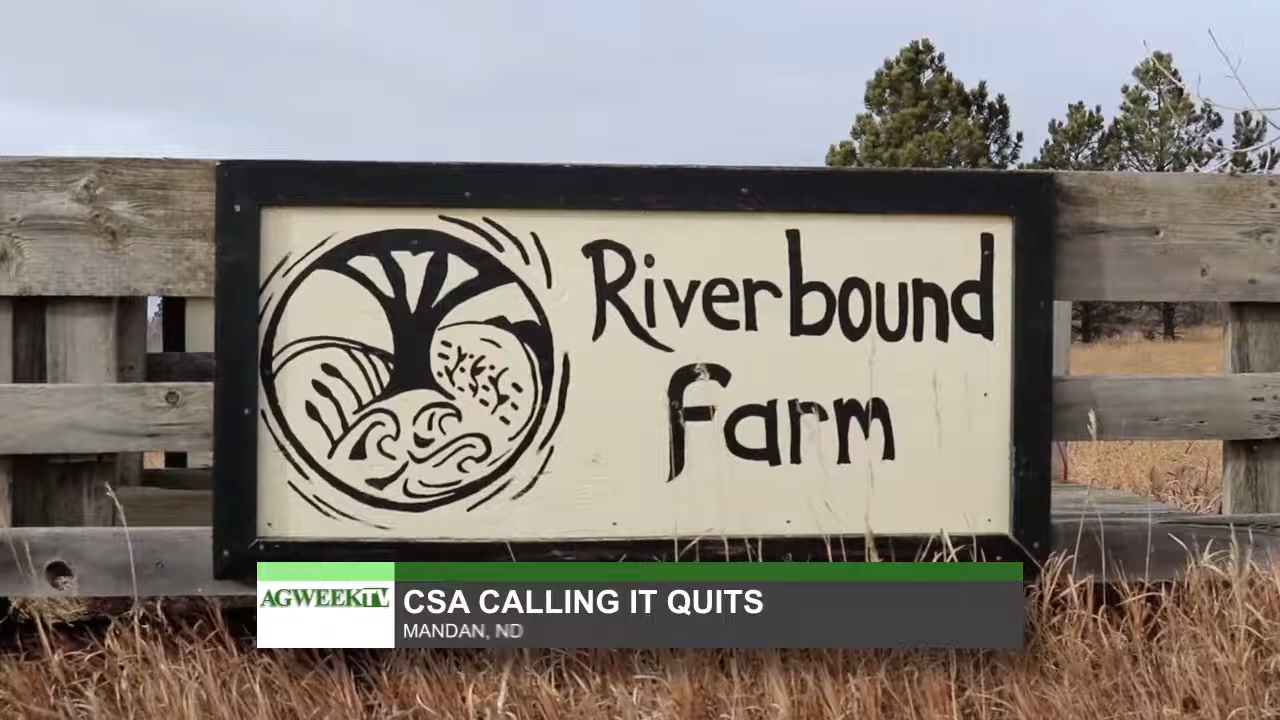 Riverbound
Farm
AGWEEKTV
CSA CALLING IT QUITS
MANDAN, ND